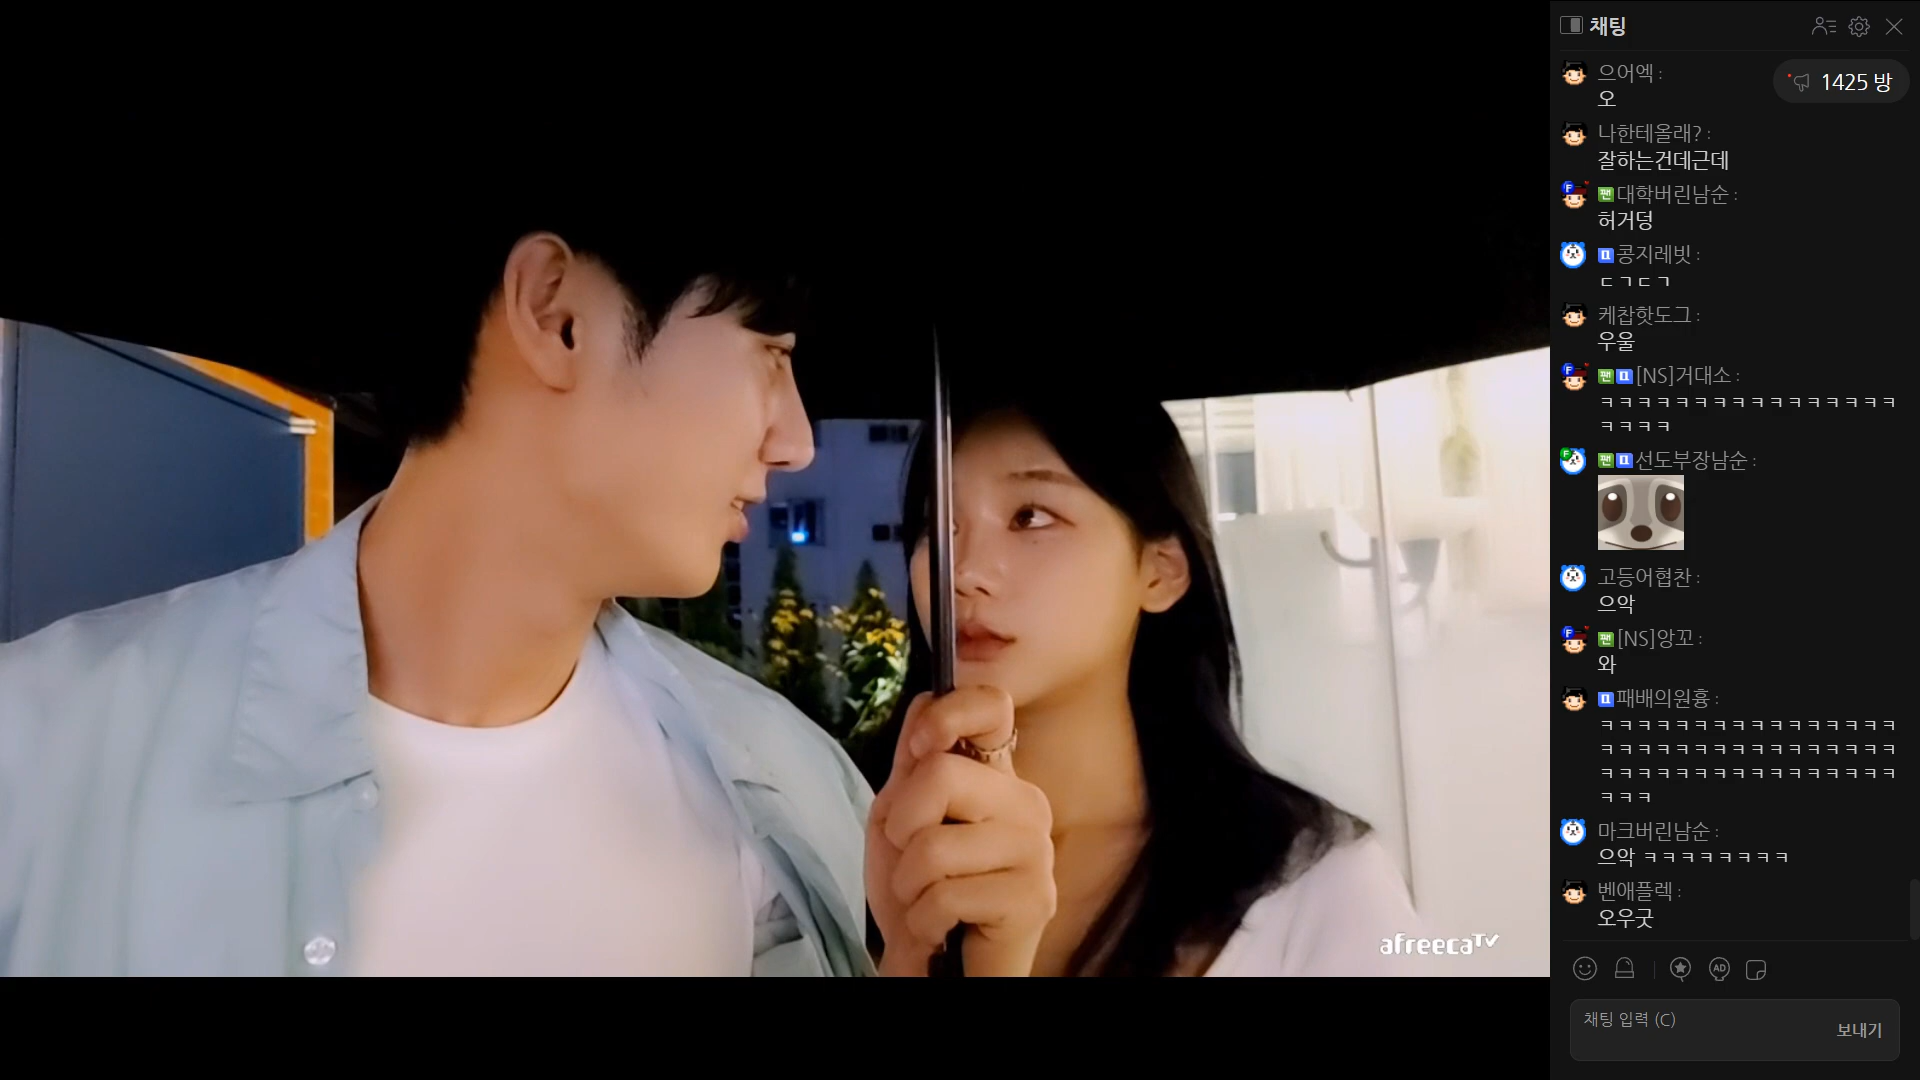 채팅
1425 방
으어엑 :
오
나한테올래? :
잘하는건데근데
F 팬 대학버린남순 :
허거덩
콩지레빗 :
ㄷㄱㄷㄱ
케찹핫도그 :
우울
F 팬 [NS]거대소 :
ㅋㅋㅋㅋㅋㅋㅋㅋㅋㅋㅋㅋㅋㅋㅋㅋ
ㅋㅋㅋㅋ
F 팬 선도부장남순 :
고등어협찬 :
으악
F 팬 [NS]앙꼬 :
와
패배의원흉 :
ㅋㅋㅋㅋㅋㅋㅋㅋㅋㅋㅋㅋㅋㅋㅋㅋ
ㅋㅋㅋㅋㅋㅋㅋㅋㅋㅋㅋㅋㅋㅋㅋㅋ
ㅋㅋㅋㅋㅋㅋㅋㅋㅋㅋㅋㅋㅋㅋㅋㅋ
ㅋㅋㅋ
마크버린남순 :
으악 ㅋㅋㅋㅋㅋㅋㅋㅋ
벤애플렉 :
오우굿
afreecaTV
AD
채팅 입력 (C)
보내기